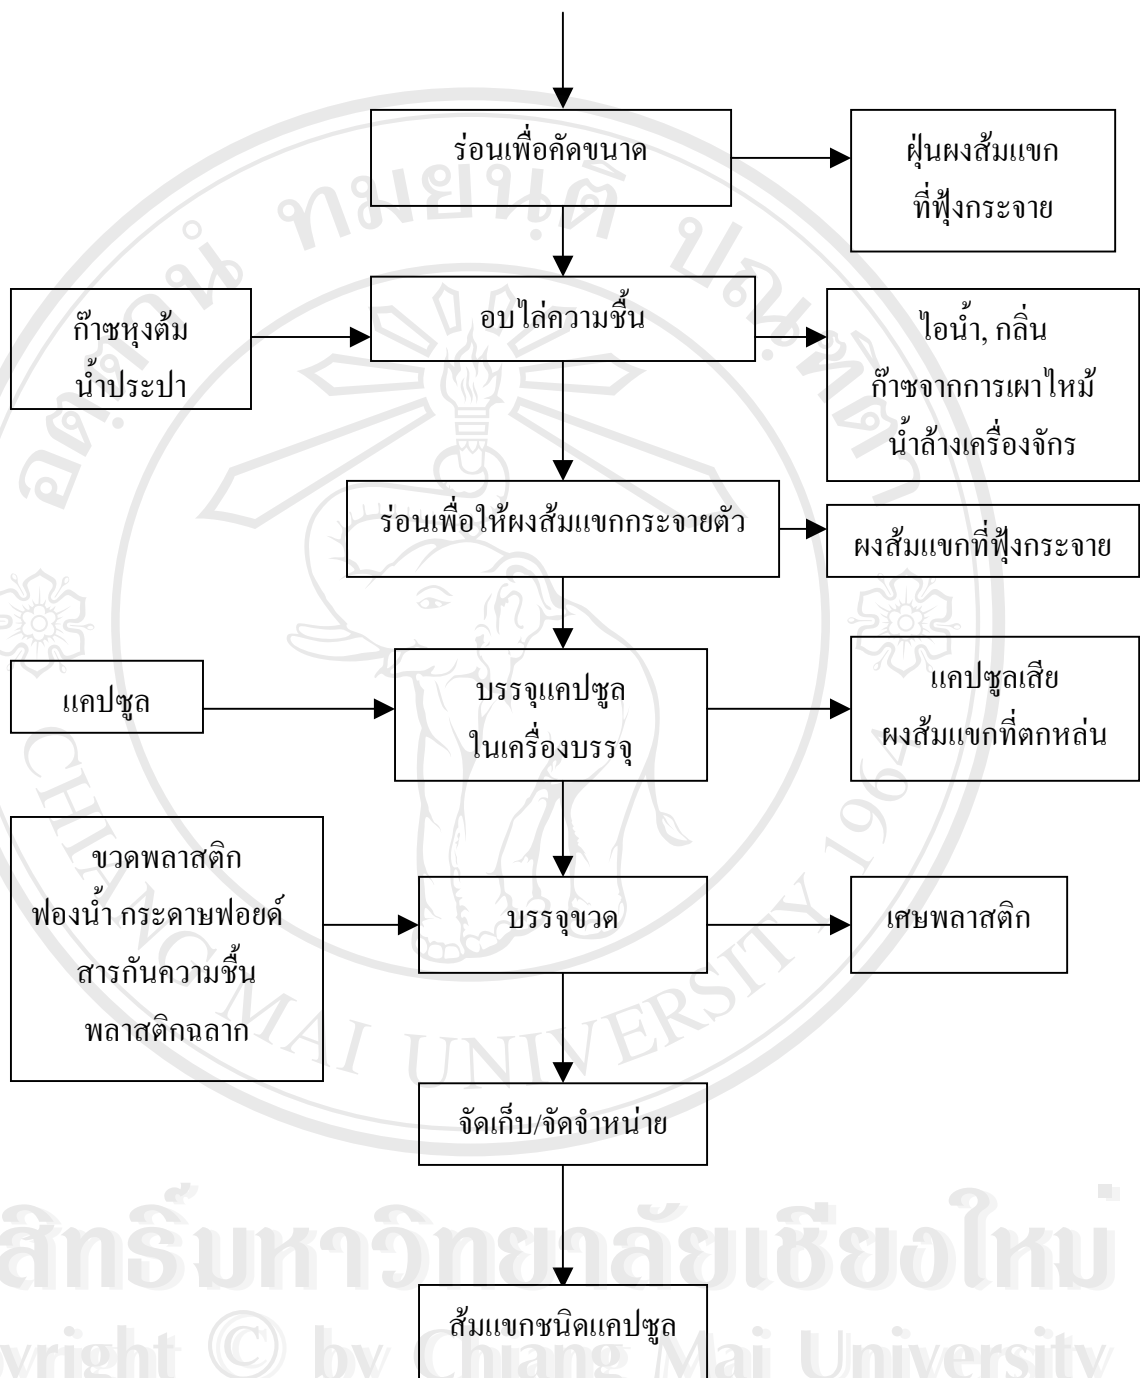 ร่อนเพื่อคัดขนาด
ฝุ่นผงส้มแขก
ที่ฟุ้งกระจาย
ก๊าซหุงต้ม
น้ำประปา
อบไล่ความชื้น
ไอน้ำ, กลิ่น
ก๊าซจากการเผาไหม้
น้ำล้างเครื่องจักร
ร่อนเพื่อให้ผงส้มแขกกระจายตัว
ผงส้มแขกที่ฟุ้งกระจาย
แคปซูล
บรรจุแคปซูล
ในเครื่องบรรจุ
แคปซูลเสีย
ผงส้มแขกที่ตกหล่น
ขวดพลาสติก
ฟองน้ำ กระดาษฟอยด์
สารกันความชื้น
พลาสติกฉลาก
บรรจุขวด
เศษพลาสติก
จัดเก็บ/จัดจำหน่าย
ส้มแขกชนิดแคปซูล
CHIANG MAI UNIVERSITY 1964
สิทธิ์มหาวิทยาลัยเชียงใหม่
yright © by Chiang Mai University